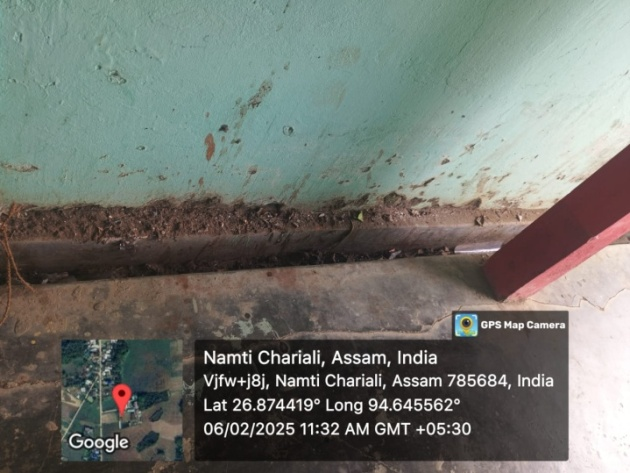 GPS Map Camera
Namti Chariali, Assam, India
Vjfw+j8j, Namti Chariali, Assam 785684, India
Lat 26.874419° Long 94.645562°
06/02/2025 11:32 AM GMT +05:30
Google